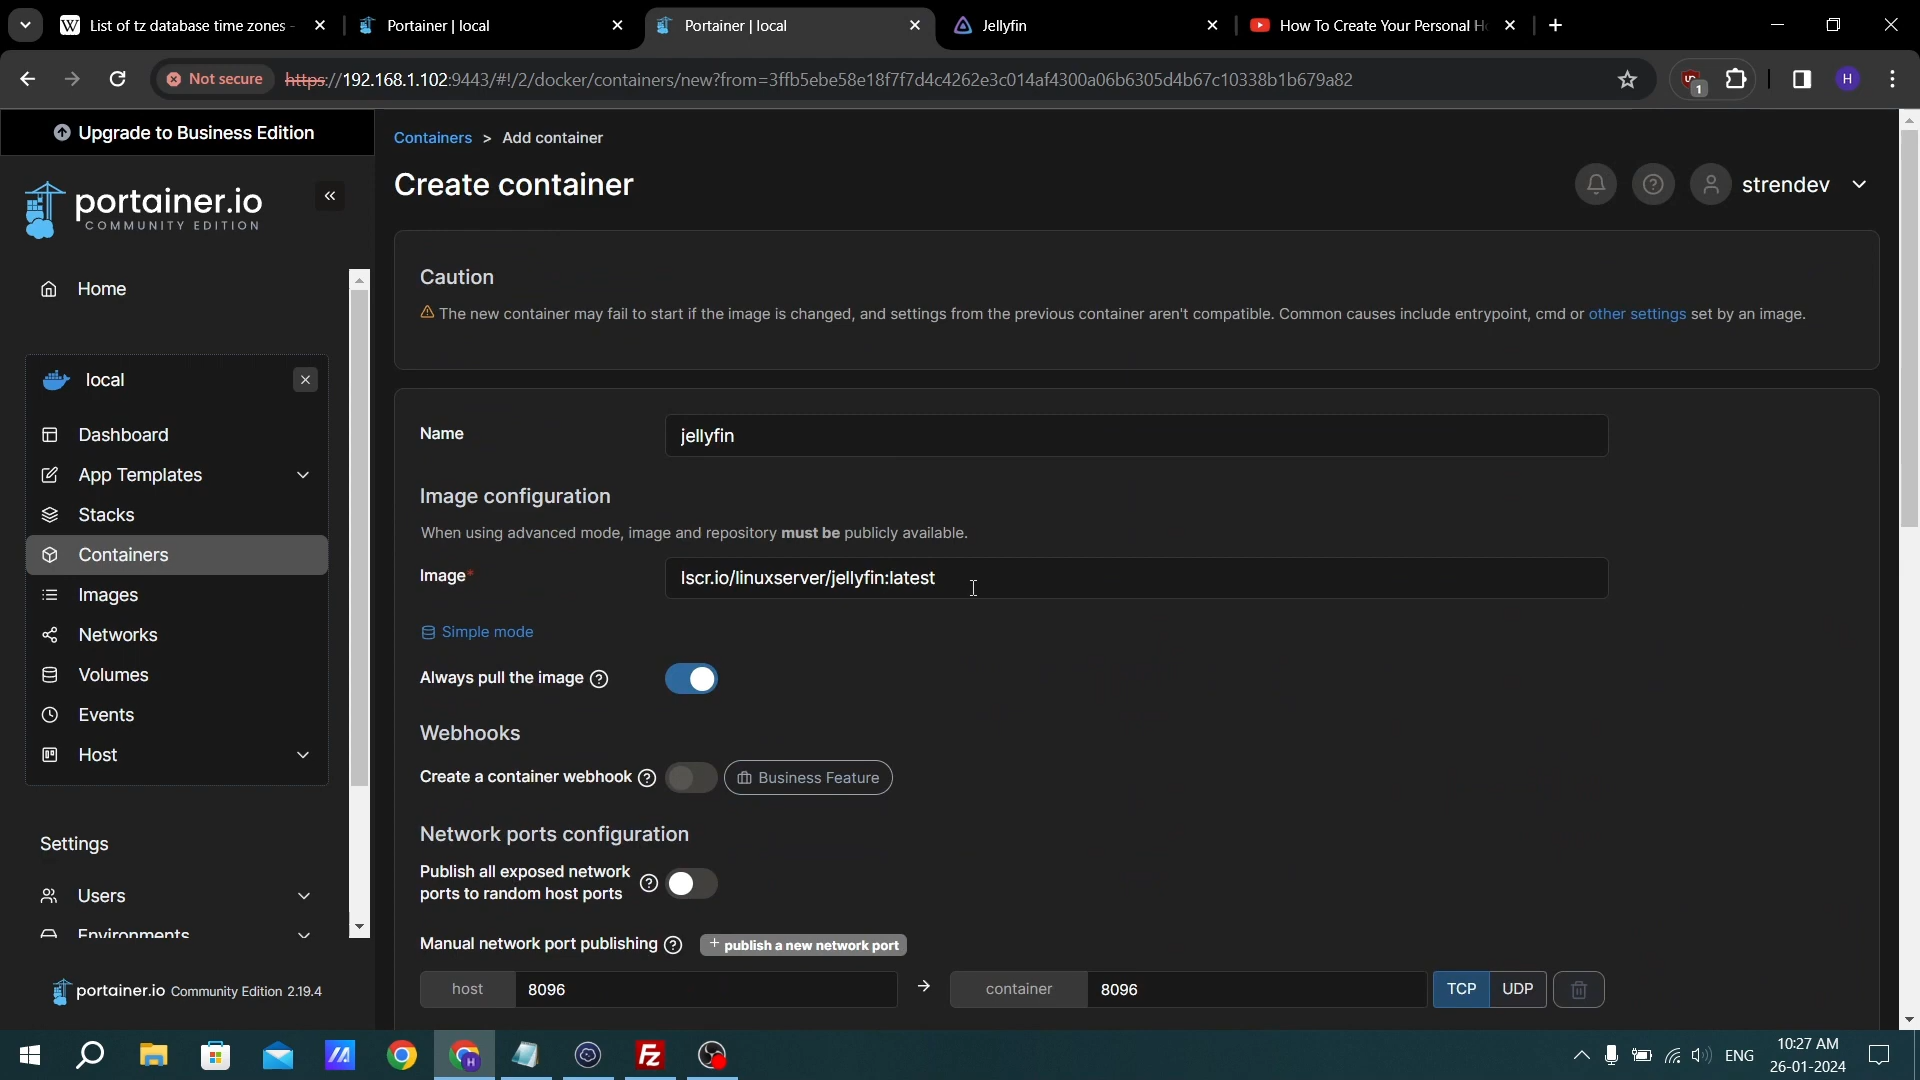 List of tz database time zones -
Portainer | local
Portainer | local
Jellyfin
How To Create Your Personal H
Not secure
https://192.168.1.102:9443/#!/2/docker/containers/new?from=3ffb5ebe58e18f7f7d4c4262e3c014af4300a06b6305d4b67c10338b1b679a82
1
H
Upgrade to Business Edition
Containers > Add container
Create container
strendev
portainer.io
COMMUNITY EDITION
Home
local
Dashboard
App Templates
Stacks
Containers
Images
Networks
Volumes
Events
Host
Settings
Users
Environments
portainer.io Community Edition 2.19.4
Caution
The new container may fail to start if the image is changed, and settings from the previous container aren't compatible. Common causes include entrypoint, cmd or other settings set by an image.
Name
jellyfin
Image configuration
When using advanced mode, image and repository must be publicly available.
Image*
lscr.io/linuxserver/jellyfin:latest
Simple mode
Always pull the image
Webhooks
Create a container webhook
Business Feature
Network ports configuration
Publish all exposed network
ports to random host ports
Manual network port publishing
+ publish a new network port
host
8096
→
container
8096
TCP
UDP
ENG
10:27 AM
26-01-2024